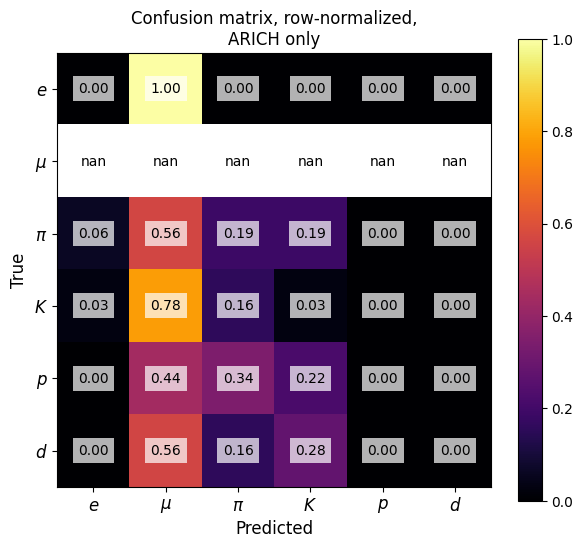 Confusion matrix, row-normalized,
ARICH only
e 0.00 1.00 0.00 0.00 0.00 0.00
μ nan nan nan nan nan nan
π 0.06 0.56 0.19 0.19 0.00 0.00
K 0.03 0.78 0.16 0.03 0.00 0.00
p 0.00 0.44 0.34 0.22 0.00 0.00
d 0.00 0.56 0.16 0.28 0.00 0.00
e μ π K p d
True
Predicted
1.0
0.8
0.6
0.4
0.2
0.0